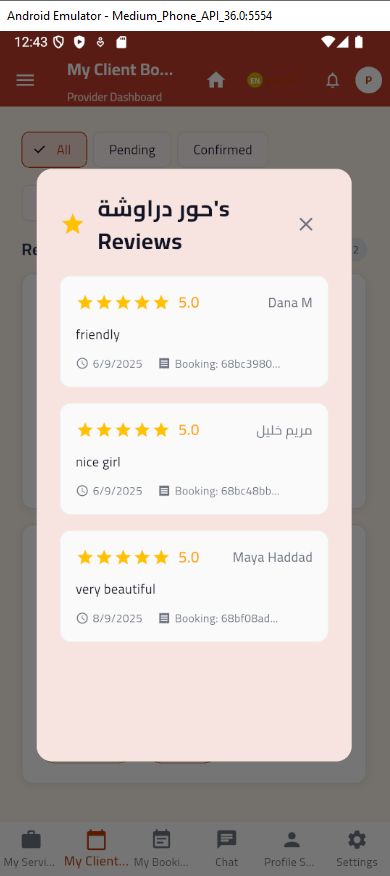 Android Emulator - Medium_Phone_API_36.0:5554
12:43
My Client Bo...
EN
P
Provider Dashboard
All
Pending
Confirmed
حور دراوشة's
Reviews
Re
2
5.0
Dana M
friendly
6/9/2025
Booking: 68bc3980...
5.0
مريم خليل
nice girl
6/9/2025
Booking: 68bc48bb...
5.0
Maya Haddad
very beautiful
8/9/2025
Booking: 68bf08ad...
My Servi...
My Client...
My Booki...
Chat
Profile S...
Settings